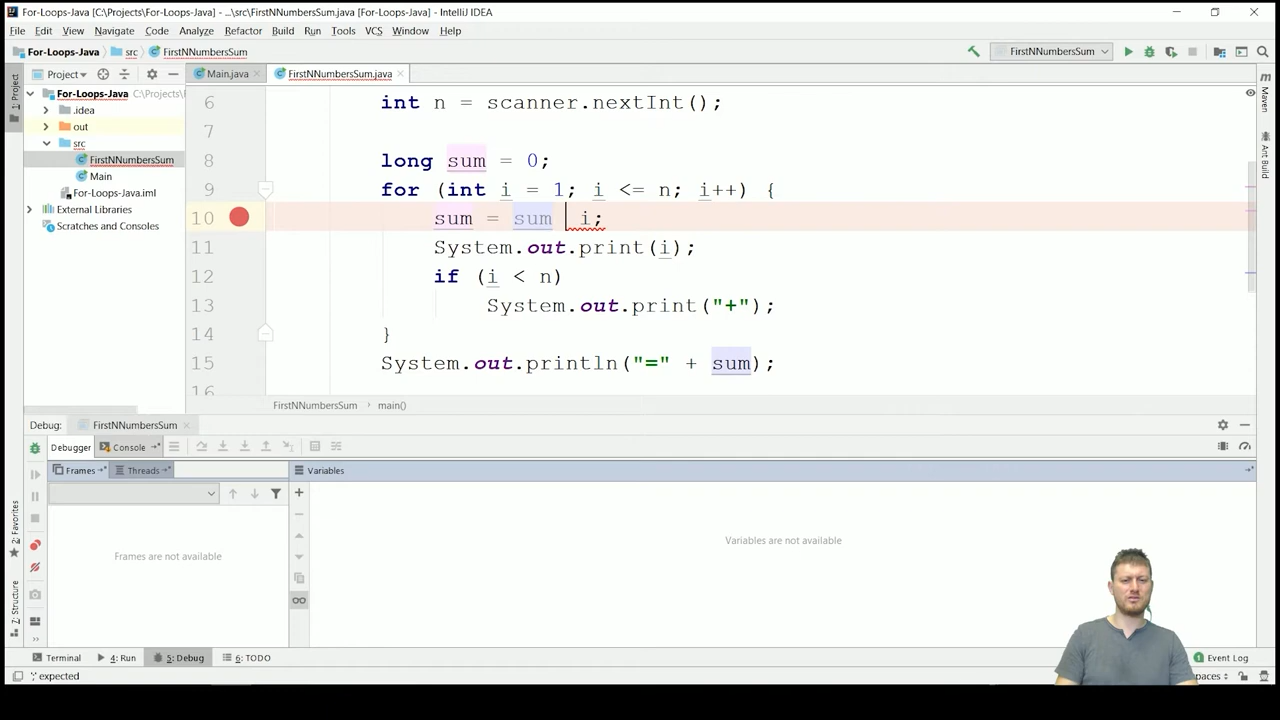 For-Loops-Java [C:\Projects\For-Loops-Java] - ...\src\FirstNNumbersSum.java [For-Loops-Java] - IntelliJ IDEA
File Edit View Navigate Code Analyze Refactor Build Run Tools VCS Window Help
For-Loops-Java src FirstNNumbersSum FirstNNumbersSum
1: Project Project Main.java FirstNNumbersSum.java Maven
For-Loops-Java C:\Projects\
.idea
out
src
FirstNNumbersSum
Main
For-Loops-Java.iml
External Libraries
Scratches and Consoles
Ant Build
6 int n = scanner.nextInt();
7
8 long sum = 0;
9 for (int i = 1; i <= n; i++) {
10 sum = sum i;
11 System.out.print(i);
12 if (i < n)
13 System.out.print("+");
14 }
15 System.out.println("=" + sum);
16
FirstNNumbersSum main()
Debug: FirstNNumbersSum
Debugger Console
Frames Threads Variables
Frames are not available
Variables are not available
2: Favorites
7: Structure
Terminal 4: Run 5: Debug 6: TODO Event Log
';' expected paces